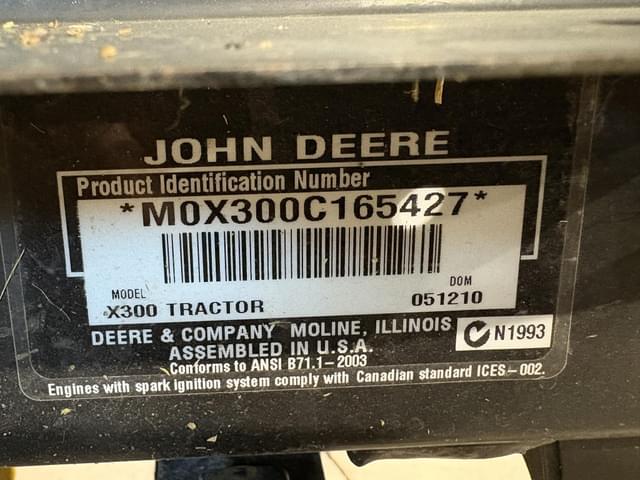 JOHN DEERE
Product Identification Number
*M0X300C165427*
MODEL DOM
X300 TRACTOR 051210
DEERE & COMPANY MOLINE, ILLINOIS
ASSEMBLED IN U.S.A.
N1993
Conforms to ANSI B71.1-2003
Engines with spark ignition system comply with Canadian standard ICES-002.